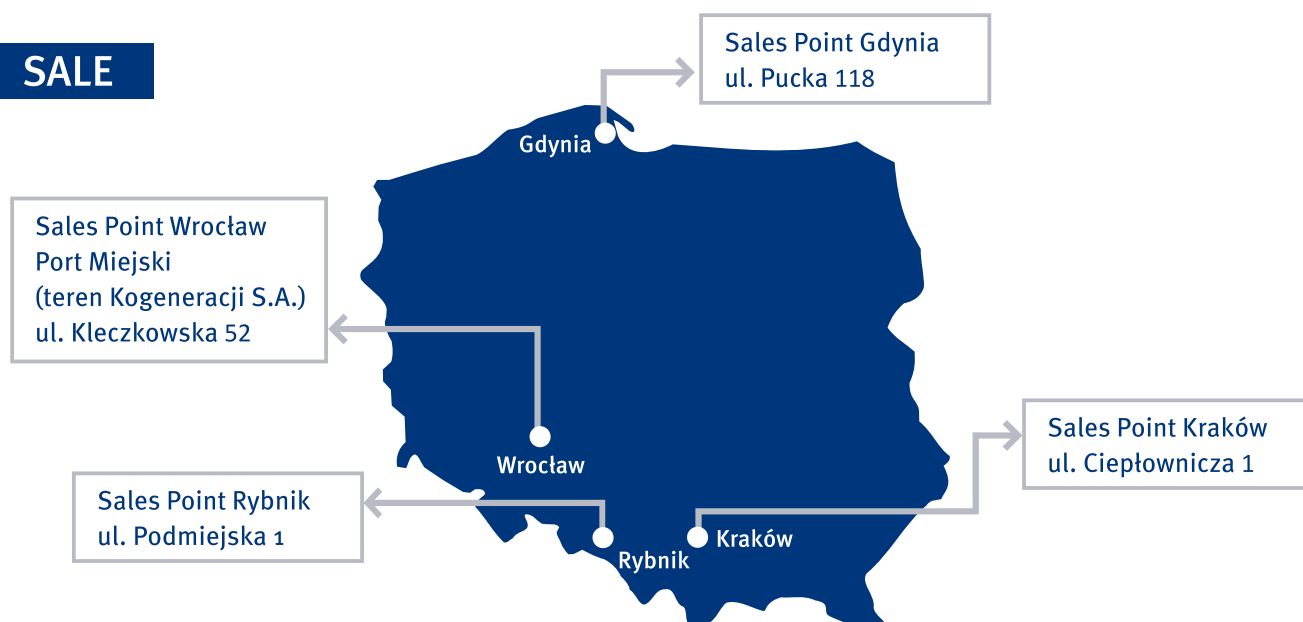 SALE
Sales Point Gdynia
ul. Pucka 118
Gdynia
Sales Point Wrocław
Port Miejski
(teren Kogeneracji S.A.)
ul. Kleczkowska 52
Wrocław
Sales Point Kraków
ul. Ciepłownicza 1
Sales Point Rybnik
ul. Podmiejska 1
Rybnik
Kraków